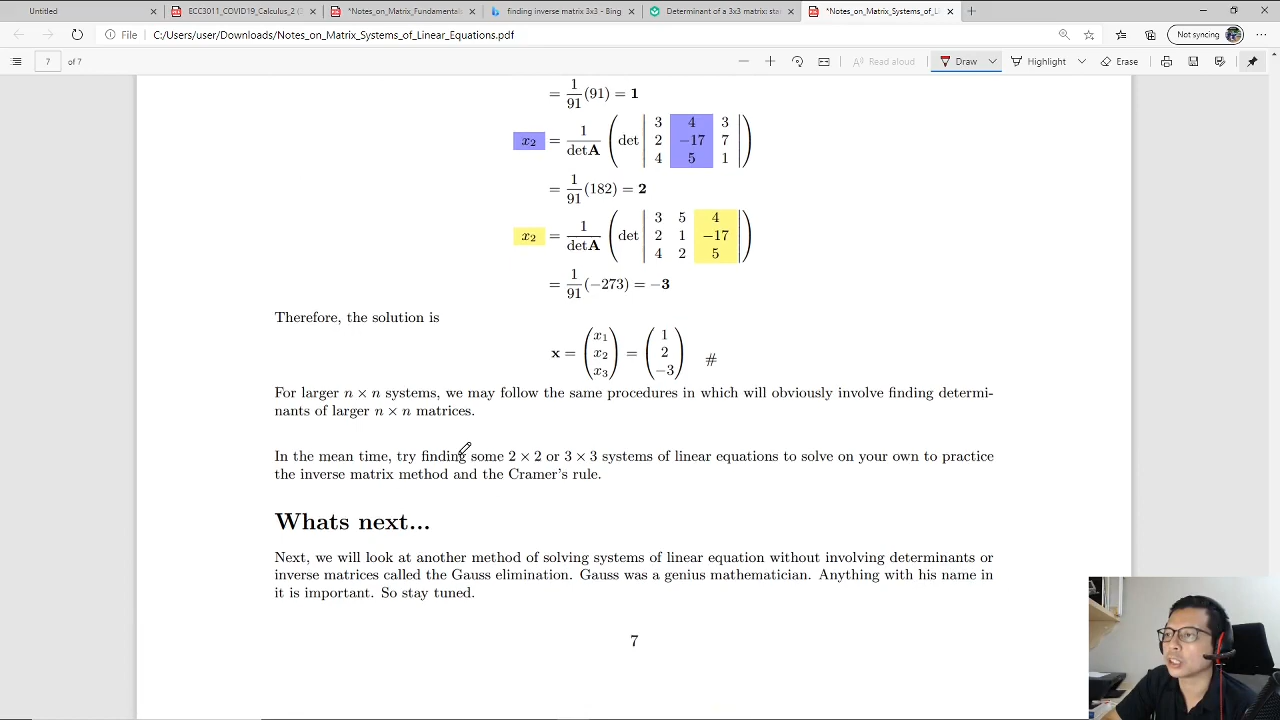 Untitled
ECC3011_COVID19_Calculus_2 (
*Notes_on_Matrix_Fundamentals
finding inverse matrix 3x3 - Bing
Determinant of a 3x3 matrix: sta
*Notes_on_Matrix_Systems_of_Li
File C:/Users/user/Downloads/Notes_on_Matrix_Systems_of_Linear_Equations.pdf Not syncing
7 of 7 Read aloud Draw Highlight Erase
= 1/91 (91) = 1
x₂ = 1/detA ( det | 3 4 3
2 −17 7
4 5 1 | )
= 1/91 (182) = 2
x₂ = 1/detA ( det | 3 5 4
2 1 −17
4 2 5 | )
= 1/91 (−273) = −3
Therefore, the solution is
x = ( x₁ x₂ x₃ ) = ( 1 2 −3 ) #
For larger n × n systems, we may follow the same procedures in which will obviously involve finding determi-
nants of larger n × n matrices.
In the mean time, try finding some 2 × 2 or 3 × 3 systems of linear equations to solve on your own to practice
the inverse matrix method and the Cramer's rule.
Whats next...
Next, we will look at another method of solving systems of linear equation without involving determinants or
inverse matrices called the Gauss elimination. Gauss was a genius mathematician. Anything with his name in
it is important. So stay tuned.
7